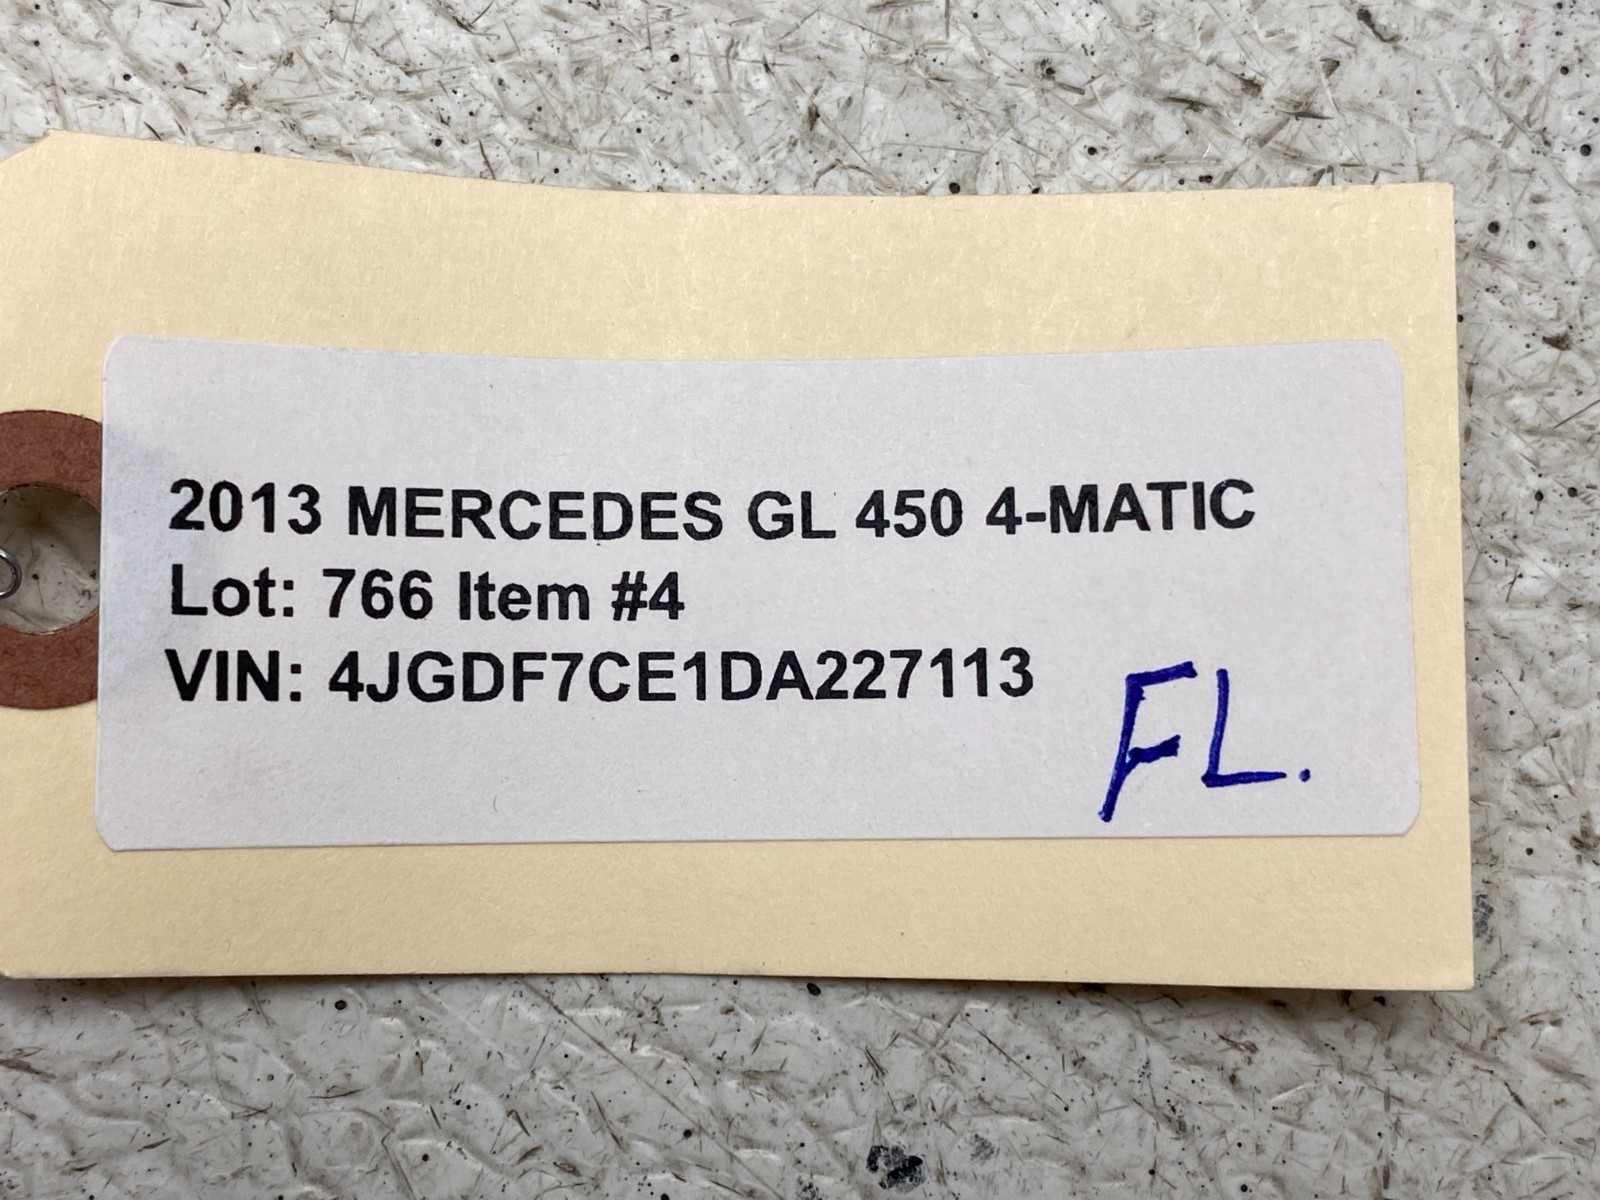 2013 MERCEDES GL 450 4-MATIC
Lot: 766 Item #4
VIN: 4JGDF7CE1DA227113
FL.